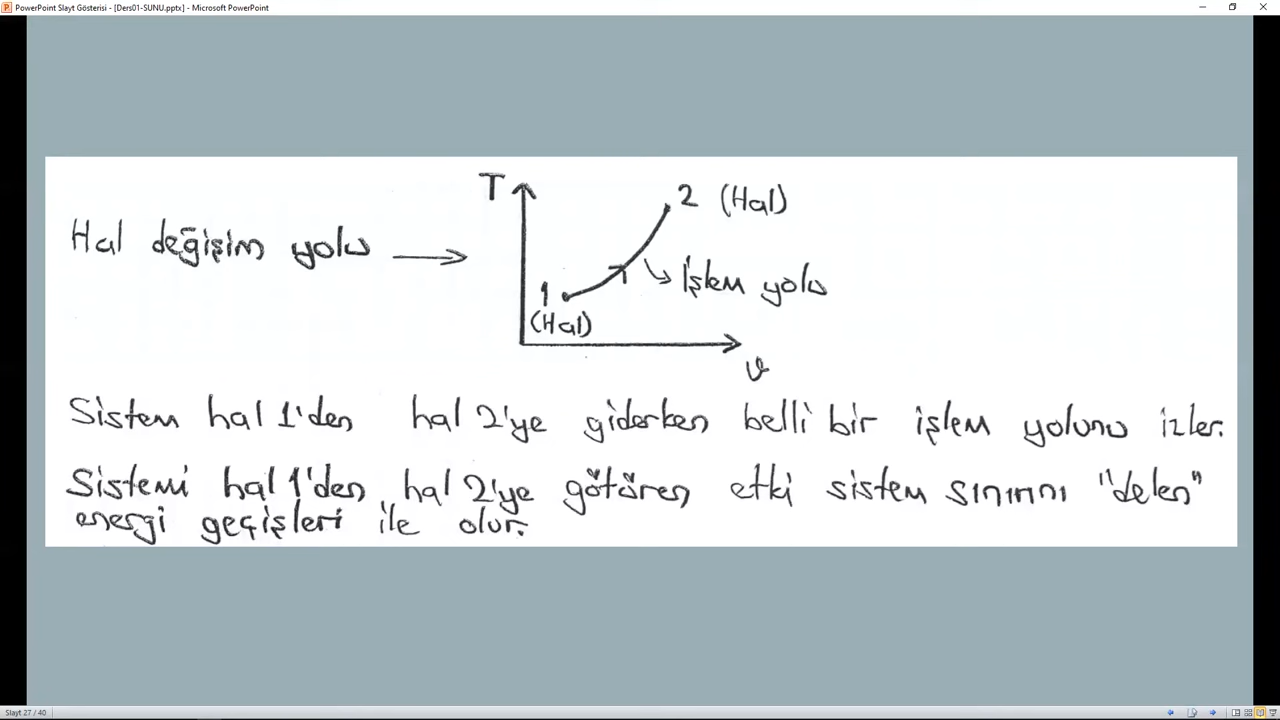 PowerPoint Slayt Gösterisi - [Ders01-SUNU.pptx] - Microsoft PowerPoint
T
2 (Hal)
Hal değişim yolu
İşlem yolu
1
(Hal)
v
Sistem hal 1'den hal 2'ye giderken belli bir işlem yolunu izler.
Sistemi hal 1'den hal 2'ye götüren etki sistem sınırını "delen"
energi geçişleri ile olur.
Slayt 27 / 40